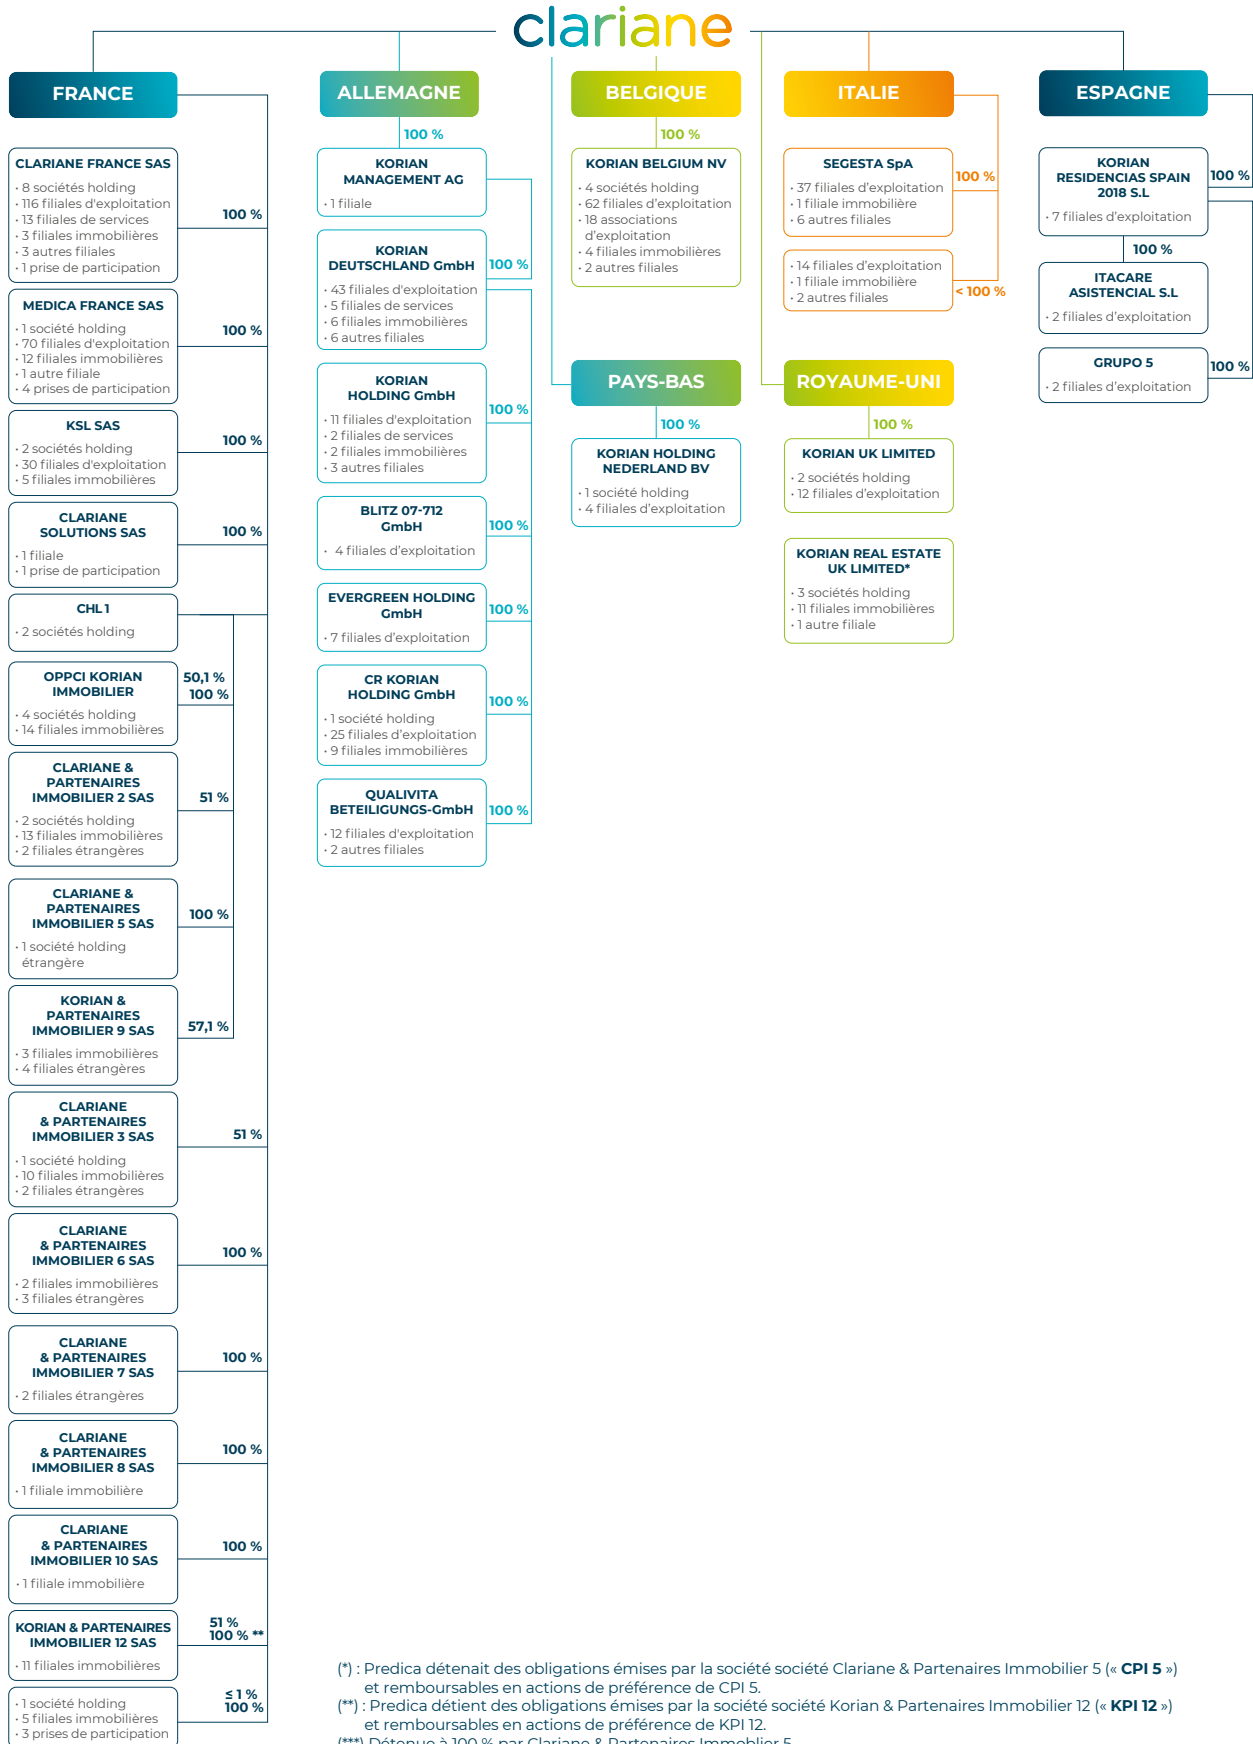 clariane
FRANCE
CLARIANE FRANCE SAS
• 8 sociétés holding
• 116 filiales d'exploitation
• 13 filiales de services
• 3 filiales immobilières
• 3 autres filiales
• 1 prise de participation
100 %
MEDICA FRANCE SAS
• 1 société holding
• 70 filiales d'exploitation
• 12 filiales immobilières
• 1 autre filiale
• 4 prises de participation
100 %
KSL SAS
• 2 sociétés holding
• 30 filiales d'exploitation
• 5 filiales immobilières
100 %
CLARIANE
SOLUTIONS SAS
• 1 filiale
• 1 prise de participation
100 %
CHL 1
• 2 sociétés holding
OPPCI KORIAN
IMMOBILIER
• 4 sociétés holding
• 14 filiales immobilières
50,1 %
100 %
CLARIANE &
PARTENAIRES
IMMOBILIER 2 SAS
• 2 sociétés holding
• 13 filiales immobilières
• 2 filiales étrangères
51 %
CLARIANE &
PARTENAIRES
IMMOBILIER 5 SAS
• 1 société holding
étrangère
100 %
KORIAN &
PARTENAIRES
IMMOBILIER 9 SAS
• 3 filiales immobilières
• 4 filiales étrangères
57,1 %
CLARIANE
& PARTENAIRES
IMMOBILIER 3 SAS
• 1 société holding
• 10 filiales immobilières
• 2 filiales étrangères
51 %
CLARIANE
& PARTENAIRES
IMMOBILIER 6 SAS
• 2 filiales immobilières
• 3 filiales étrangères
100 %
CLARIANE
& PARTENAIRES
IMMOBILIER 7 SAS
• 2 filiales étrangères
100 %
CLARIANE
& PARTENAIRES
IMMOBILIER 8 SAS
• 1 filiale immobilière
100 %
CLARIANE
& PARTENAIRES
IMMOBILIER 10 SAS
• 1 filiale immobilière
100 %
KORIAN & PARTENAIRES
IMMOBILIER 12 SAS
• 11 filiales immobilières
51 %
100 % **
• 1 société holding
• 5 filiales immobilières
• 3 prises de participation
≤ 1 %
100 %
ALLEMAGNE
100 %
KORIAN
MANAGEMENT AG
• 1 filiale
KORIAN
DEUTSCHLAND GmbH
• 43 filiales d'exploitation
• 5 filiales de services
• 6 filiales immobilières
• 6 autres filiales
100 %
KORIAN
HOLDING GmbH
• 11 filiales d'exploitation
• 2 filiales de services
• 2 filiales immobilières
• 3 autres filiales
100 %
BLITZ 07-712
GmbH
• 4 filiales d’exploitation
100 %
EVERGREEN HOLDING
GmbH
• 7 filiales d’exploitation
100 %
CR KORIAN
HOLDING GmbH
• 1 société holding
• 25 filiales d’exploitation
• 9 filiales immobilières
100 %
QUALIVITA
BETEILIGUNGS-GmbH
• 12 filiales d'exploitation
• 2 autres filiales
100 %
BELGIQUE
100 %
KORIAN BELGIUM NV
• 4 sociétés holding
• 62 filiales d’exploitation
• 18 associations
d’exploitation
• 4 filiales immobilières
• 2 autres filiales
PAYS-BAS
100 %
KORIAN HOLDING
NEDERLAND BV
• 1 société holding
• 4 filiales d’exploitation
ITALIE
SEGESTA SpA
• 37 filiales d’exploitation
• 1 filiale immobilière
• 6 autres filiales
100 %
• 14 filiales d’exploitation
• 1 filiale immobilière
• 2 autres filiales
< 100 %
ROYAUME-UNI
100 %
KORIAN UK LIMITED
• 2 sociétés holding
• 12 filiales d’exploitation
KORIAN REAL ESTATE
UK LIMITED*
• 3 sociétés holding
• 11 filiales immobilières
• 1 autre filiale
ESPAGNE
KORIAN
RESIDENCIAS SPAIN
2018 S.L
• 7 filiales d’exploitation
100 %
100 %
ITACARE
ASISTENCIAL S.L
• 2 filiales d’exploitation
GRUPO 5
• 2 filiales d’exploitation
100 %
(*) : Predica détenait des obligations émises par la société société Clariane & Partenaires Immobilier 5 (« CPI 5 »)
et remboursables en actions de préférence de CPI 5.
(**) : Predica détient des obligations émises par la société société Korian & Partenaires Immobilier 12 (« KPI 12 »)
et remboursables en actions de préférence de KPI 12.
(***) Détenue à 100 % par Clariane & Partenaires Immoblier 5